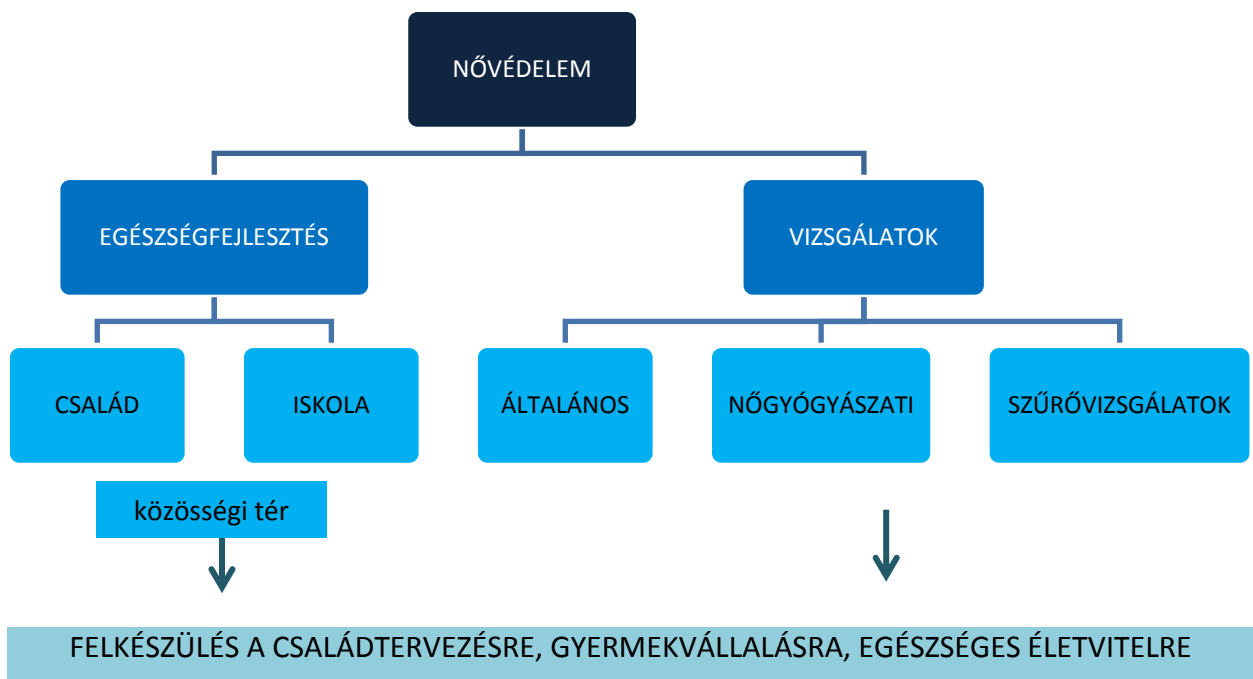 NŐVÉDELEM
EGÉSZSÉGFEJLESZTÉS
VIZSGÁLATOK
CSALÁD
ISKOLA
ÁLTALÁNOS
NŐGYÓGYÁSZATI
SZŰRŐVIZSGÁLATOK
közösségi tér
FELKÉSZÜLÉS A CSALÁDTERVEZÉSRE, GYERMEKVÁLLALÁSRA, EGÉSZSÉGES ÉLETVITELRE